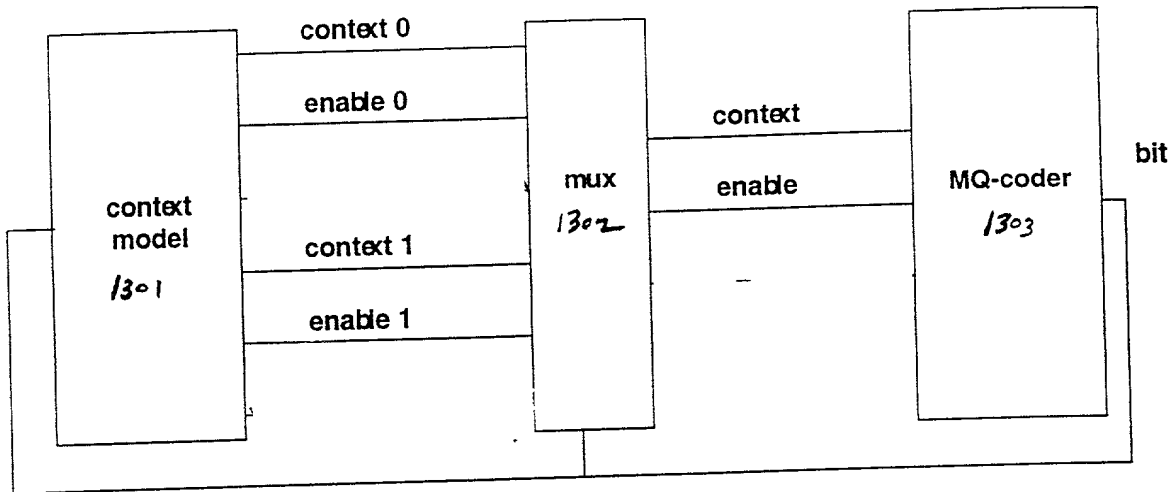 context 0
enable 0
context
model
1301
context 1
enable 1
mux
1302
context
enable
MQ-coder
1303
bit